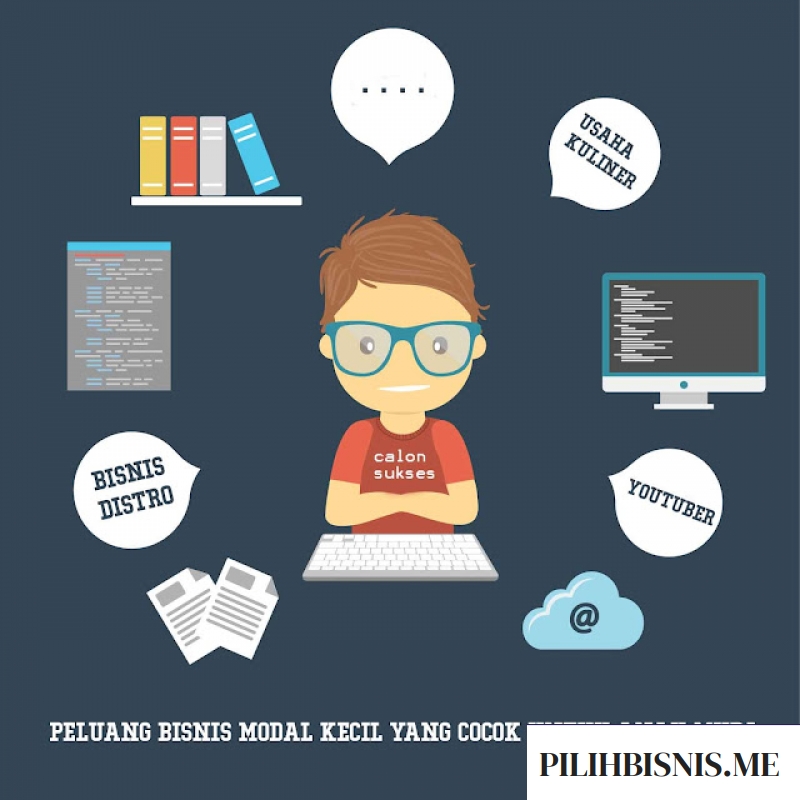 ....
USAHA
KULINER
calon
sukses
BISNIS
DISTRO
YOUTUBER
@
PELUANG BISNIS MODAL KECIL YANG COCOK
PILIHBISNIS.ME